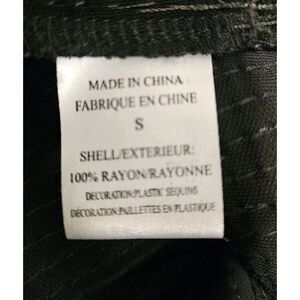 MADE IN CHINA
FABRIQUE EN CHINE
S
SHELL/EXTERIEUR:
100% RAYON/RAYONNE
DECORATION:PLASTIC SEQUINS
DECORATION:PAILLETTES EN PLASTIQUE